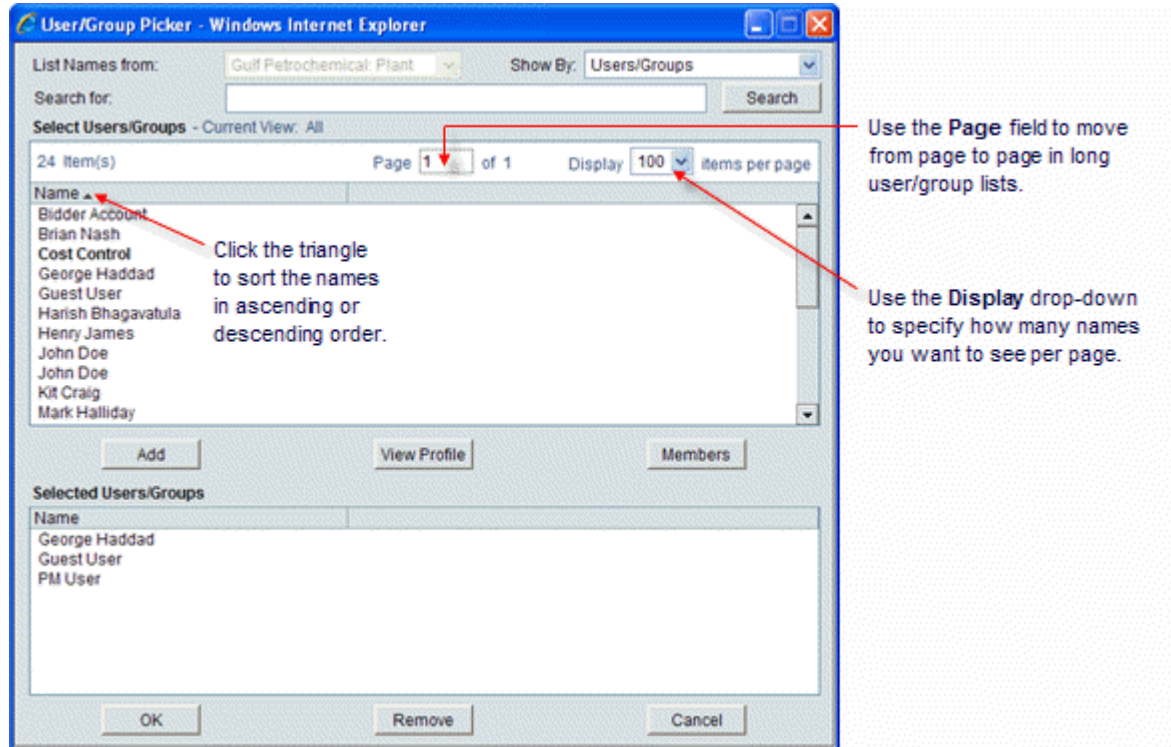 User/Group Picker - Windows Internet Explorer
List Names from: Gulf Petrochemical: Plant Show By: Users/Groups
Search for: Search
Select Users/Groups - Current View: All
24 Item(s) Page 1 of 1 Display 100 items per page
Name
Bidder Account
Brian Nash
Cost Control
George Haddad
Guest User
Harish Bhagavatula
Henry James
John Doe
John Doe
Kit Craig
Mark Halliday
Click the triangle
to sort the names
in ascending or
descending order.
Use the Page field to move
from page to page in long
user/group lists.
Use the Display drop-down
to specify how many names
you want to see per page.
Add View Profile Members
Selected Users/Groups
Name
George Haddad
Guest User
PM User
OK Remove Cancel